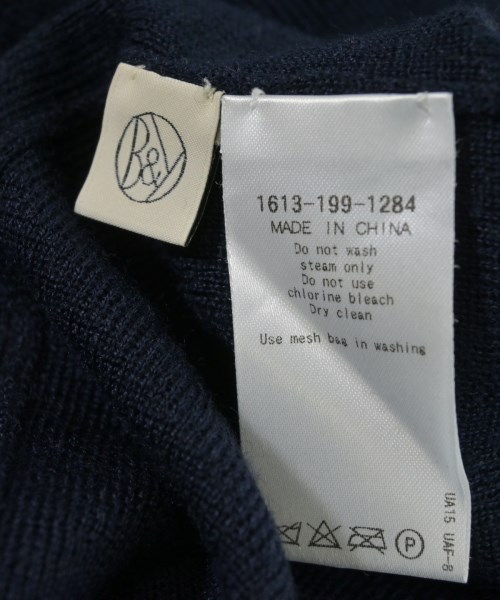 B&Y
1613-199-1284
MADE IN CHINA
Do not wash
steam only
Do not use
chlorine bleach
Dry clean
Use mesh bag in washing
UA15 UAF-8
P